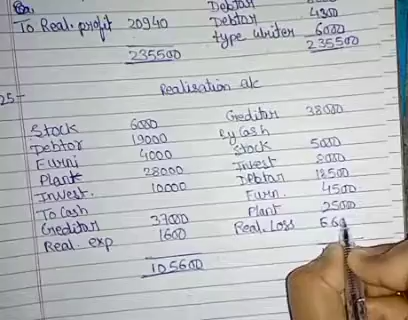 Debtor
To Real. profit 20940 Debtor 4300
type writer 6000
235500 235500
25-
Realisation a/c
Stock 6000 Creditor 38000
Debtor 19000 By Cash
Furni 4000 Stock 5000
Plant 28000 Invest 8000
Invest. 10000 Debtor 18500
To Cash Furn. 4500
Creditor 37000 Plant 25000
Real. exp 1600 Real. Loss 660
105600